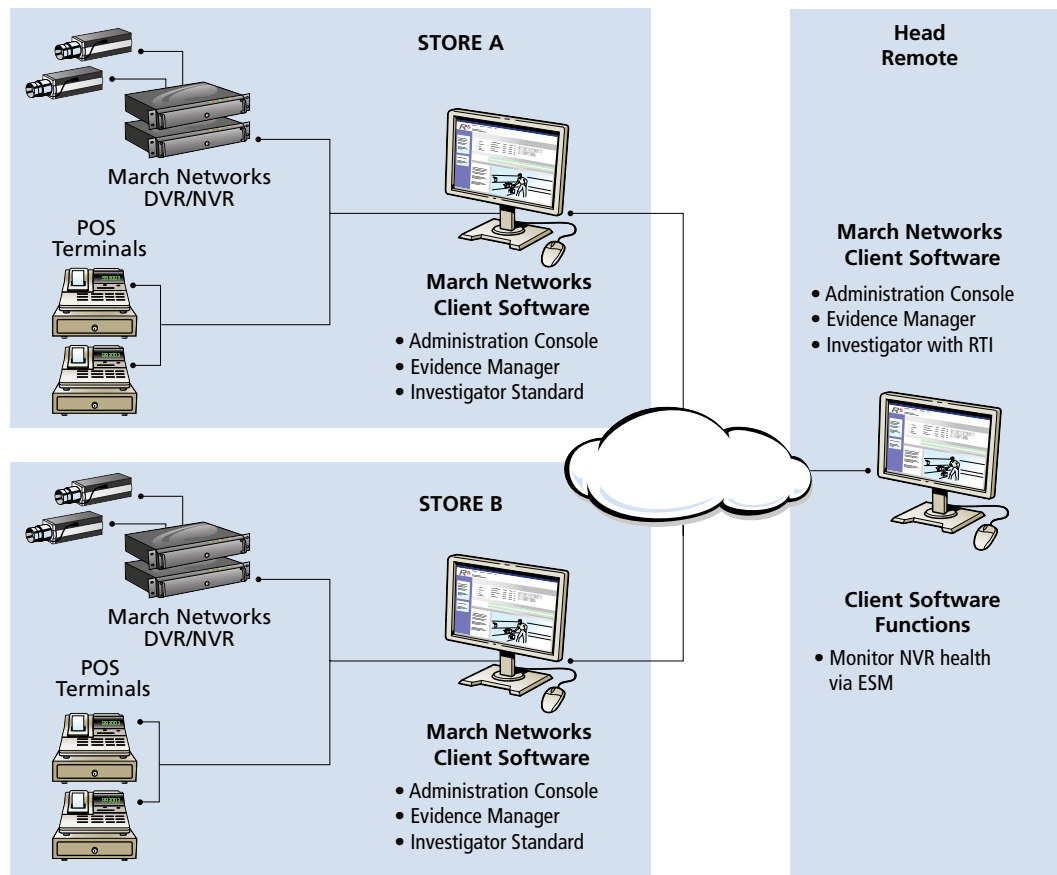 STORE A
March Networks
DVR/NVR
POS
Terminals
March Networks
Client Software
• Administration Console
• Evidence Manager
• Investigator Standard
STORE B
March Networks
DVR/NVR
POS
Terminals
March Networks
Client Software
• Administration Console
• Evidence Manager
• Investigator Standard
Head
Remote
March Networks
Client Software
• Administration Console
• Evidence Manager
• Investigator with RTI
Client Software
Functions
• Monitor NVR health
via ESM